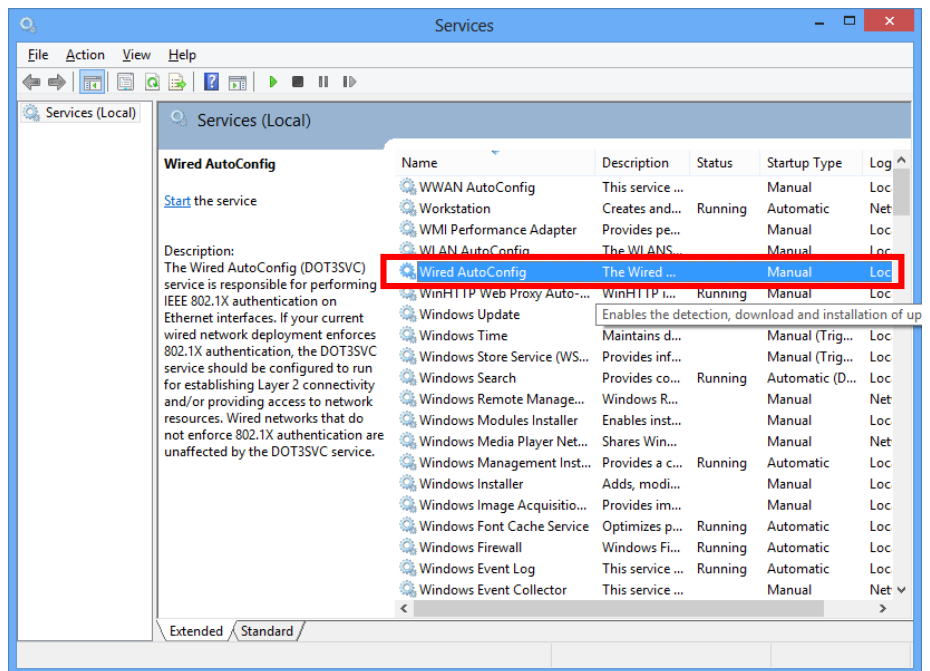 Services
File Action View Help
Services (Local)
Services (Local)
Wired AutoConfig
Start the service
Description:
The Wired AutoConfig (DOT3SVC)
service is responsible for performing
IEEE 802.1X authentication on
Ethernet interfaces. If your current
wired network deployment enforces
802.1X authentication, the DOT3SVC
service should be configured to run
for establishing Layer 2 connectivity
and/or providing access to network
resources. Wired networks that do
not enforce 802.1X authentication are
unaffected by the DOT3SVC service.
Name Description Status Startup Type Log
WWAN AutoConfig This service ... Manual Loc
Workstation Creates and... Running Automatic Net
WMI Performance Adapter Provides pe... Manual Loc
WLAN AutoConfig The WLANS... Manual Loc
Wired AutoConfig The Wired ... Manual Loc
WinHTTP Web Proxy Auto-... WinHTTP i... Running Manual Loc
Windows Update Enables the detection, download and installation of up
Windows Time Maintains d... Manual (Trig... Loc
Windows Store Service (WS... Provides inf... Manual (Trig... Loc
Windows Search Provides co... Running Automatic (D... Loc
Windows Remote Manage... Windows R... Manual Net
Windows Modules Installer Enables inst... Manual Loc
Windows Media Player Net... Shares Win... Manual Net
Windows Management Inst... Provides a c... Running Automatic Loc
Windows Installer Adds, modi... Manual Loc
Windows Image Acquisitio... Provides im... Manual Loc
Windows Font Cache Service Optimizes p... Running Automatic Loc
Windows Firewall Windows Fi... Running Automatic Loc
Windows Event Log This service ... Running Automatic Loc
Windows Event Collector This service ... Manual Net
Extended Standard